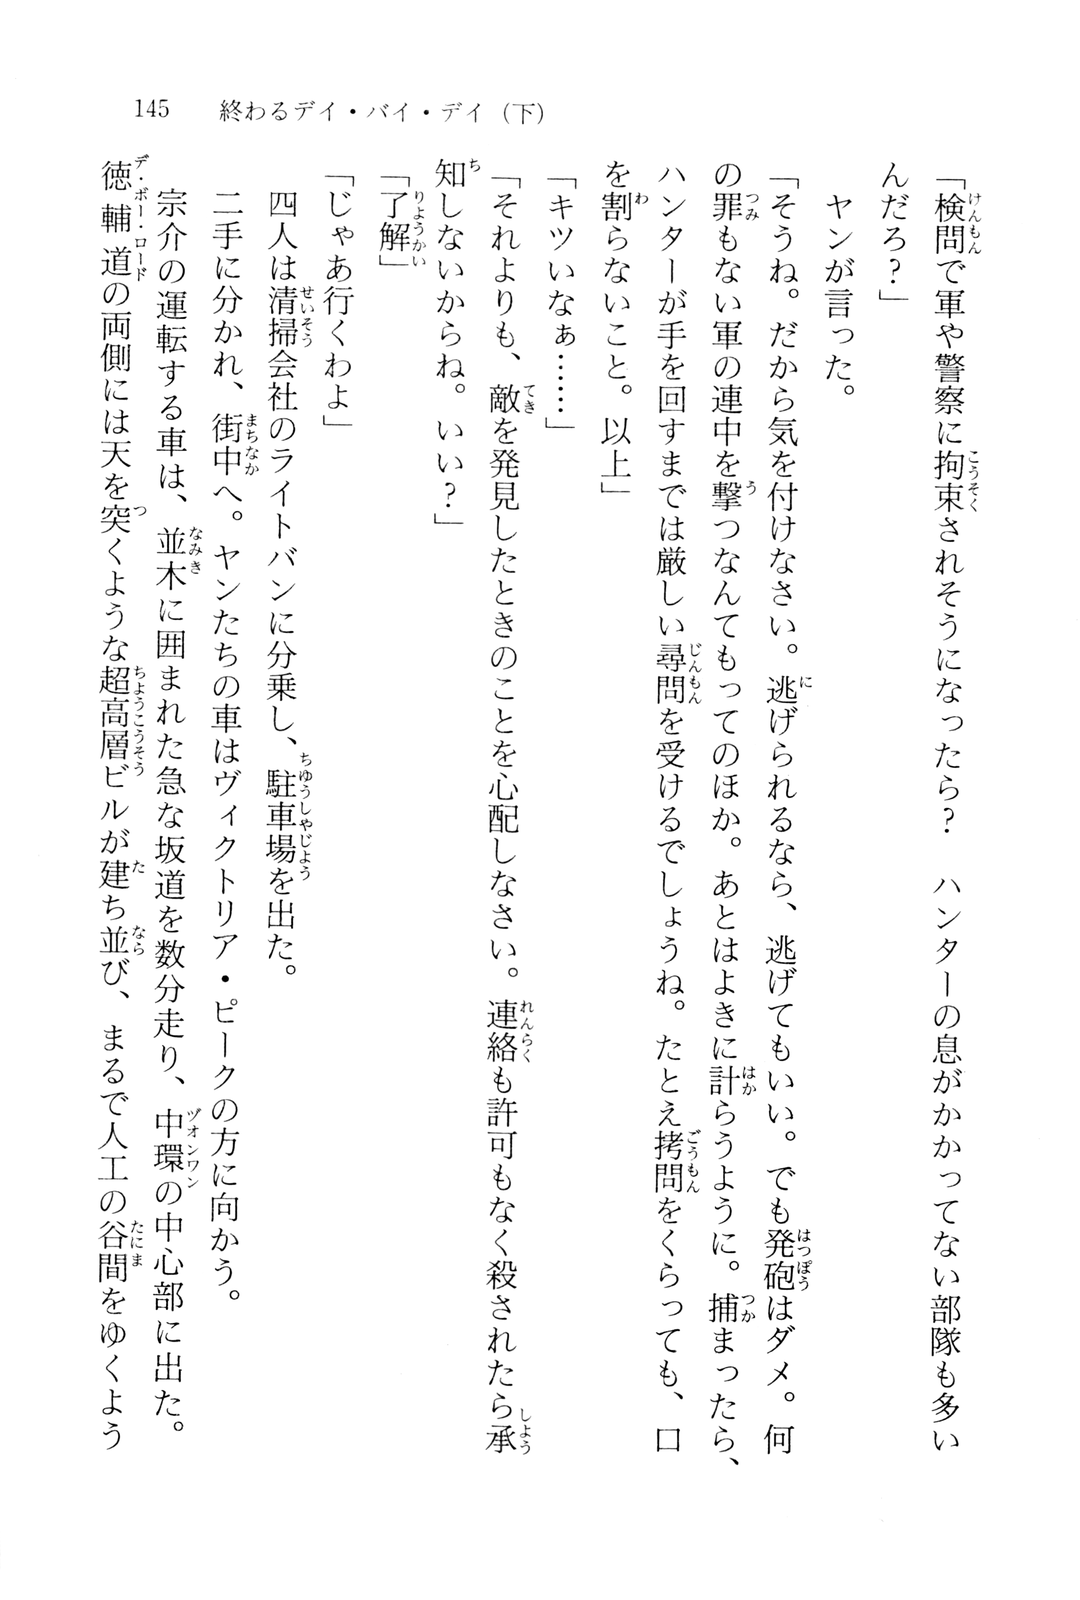 145 終わるデイ・バイ・デイ（下）
「検問で軍や警察に拘束されそうになったら？　ハンターの息がかかってない部隊も多い
んだろ？」
　ヤンが言った。
「そうね。だから気を付けなさい。逃げられるなら、逃げてもいい。でも発砲はダメ。何
の罪もない軍の連中を撃つなんてもってのほか。あとはよきに計らうように。捕まったら、
ハンターが手を回すまでは厳しい尋問を受けるでしょうね。たとえ拷問をくらっても、口
を割らないこと。以上」
「キツいなぁ……」
「それよりも、敵を発見したときのことを心配しなさい。連絡も許可もなく殺されたら承
知しないからね。いい？」
「了解」
「じゃあ行くわよ」
　四人は清掃会社のライトバンに分乗し、駐車場を出た。
　二手に分かれ、街中へ。ヤンたちの車はヴィクトリア・ピークの方に向かう。
　宗介の運転する車は、並木に囲まれた急な坂道を数分走り、中環の中心部に出た。
徳輔道の両側には天を突くような超高層ビルが建ち並び、まるで人工の谷間をゆくよう